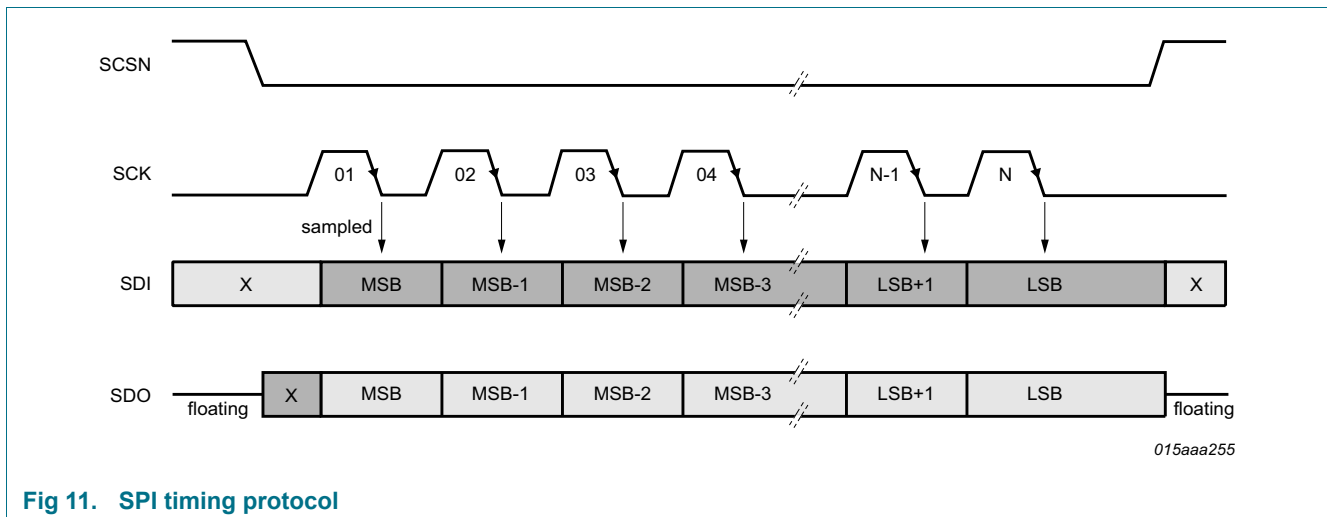 SCSN
SCK
01 02 03 04 N-1 N
sampled
SDI X MSB MSB-1 MSB-2 MSB-3 LSB+1 LSB X
SDO floating X MSB MSB-1 MSB-2 MSB-3 LSB+1 LSB floating
015aaa255
Fig 11. SPI timing protocol